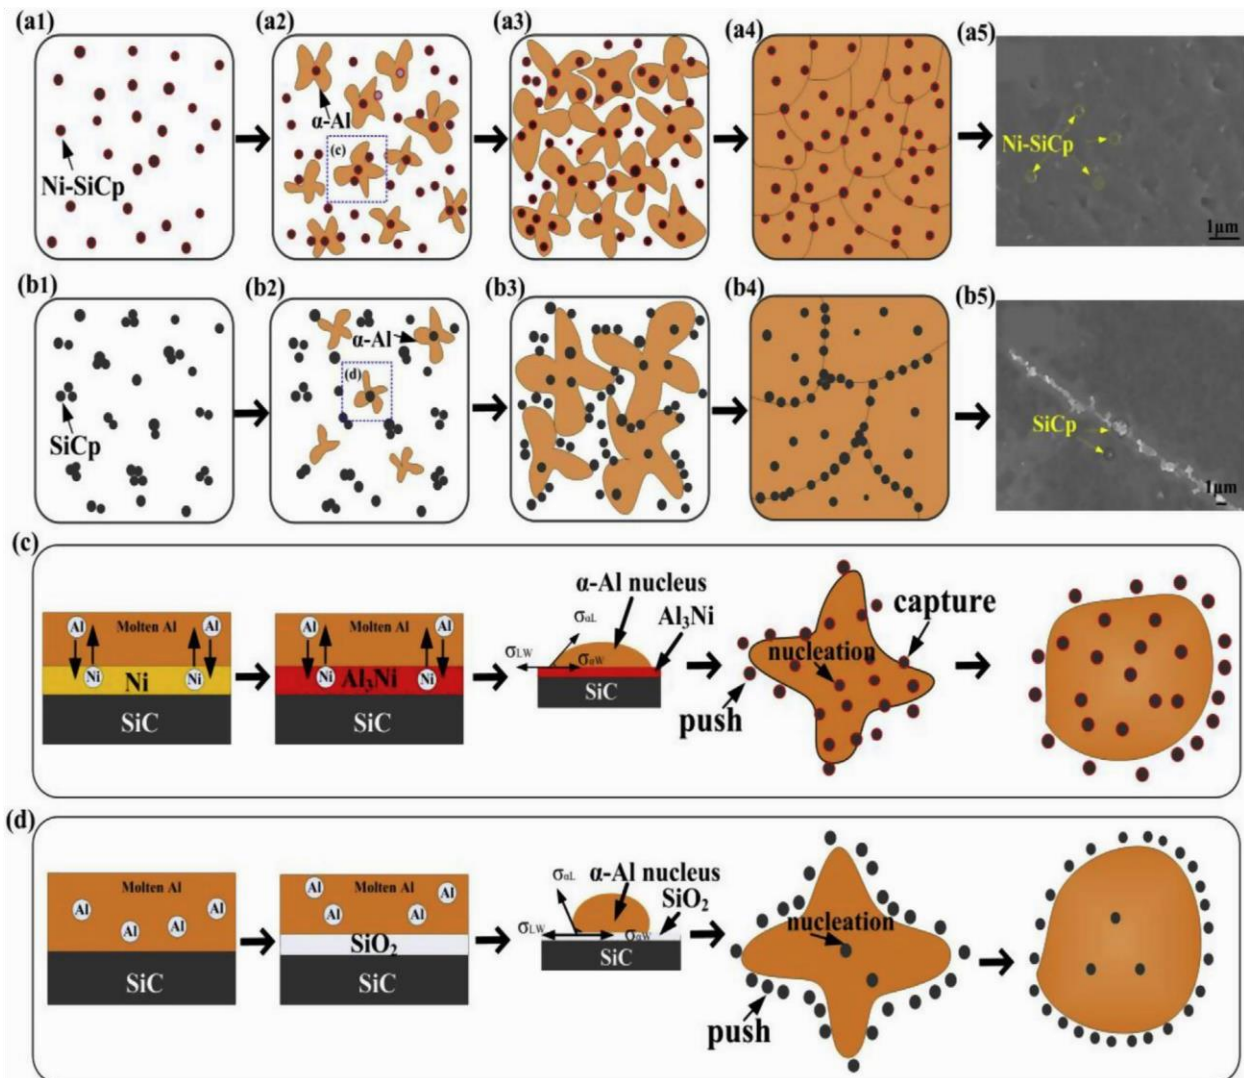 (a1)
(a2)
(a3)
(a4)
(a5)
Ni-SiCp
α-Al
(c)
Ni-SiCp
1μm
(b1)
(b2)
(b3)
(b4)
(b5)
SiCp
α-Al
(d)
SiCp
1μm
(c)
Al
Molten Al
Al
Ni
Ni
Ni
SiC
Al
Molten Al
Al
Ni
Al₃Ni
Ni
SiC
α-Al nucleus
Al₃Ni
σαL
σLW
σαW
SiC
nucleation
capture
push
(d)
Molten Al
Al
Al
Al
Al
SiC
Al
Molten Al
Al
Al
Al
SiO₂
SiC
α-Al nucleus
SiO₂
σαL
σLW
σαW
SiC
nucleation
push